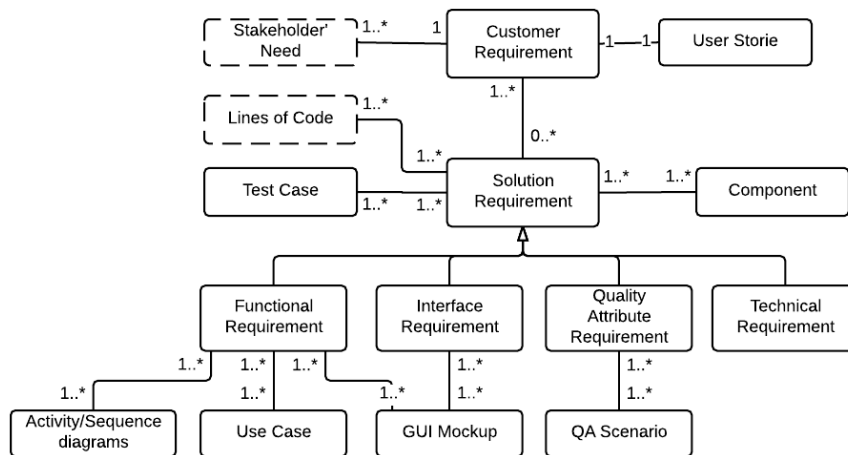 Stakeholder'
Need
1..*
1
Customer
Requirement
1
1
User Storie
1..*
0..*
Lines of Code
1..*
1..*
Test Case
1..*
1..*
Solution
Requirement
1..*
1..*
Component
Functional
Requirement
Interface
Requirement
Quality
Attribute
Requirement
Technical
Requirement
1..*
1..*
1..*
1..*
1..*
1..*
1..*
1..*
1..*
1..*
Activity/Sequence
diagrams
Use Case
GUI Mockup
QA Scenario